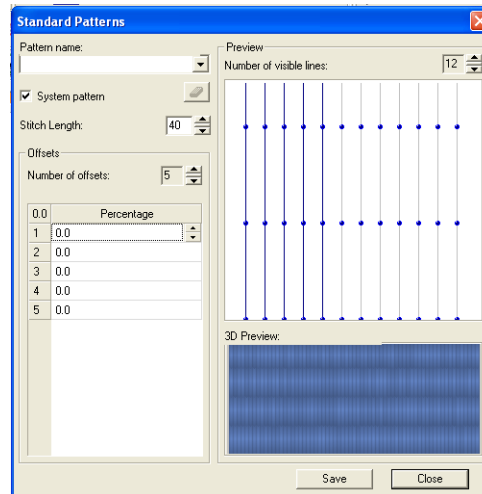 Standard Patterns
Pattern name:
System pattern
Stitch Length: 40
Offsets
Number of offsets: 5
0.0 Percentage
1 0.0
2 0.0
3 0.0
4 0.0
5 0.0
Preview
Number of visible lines: 12
3D Preview:
Save Close